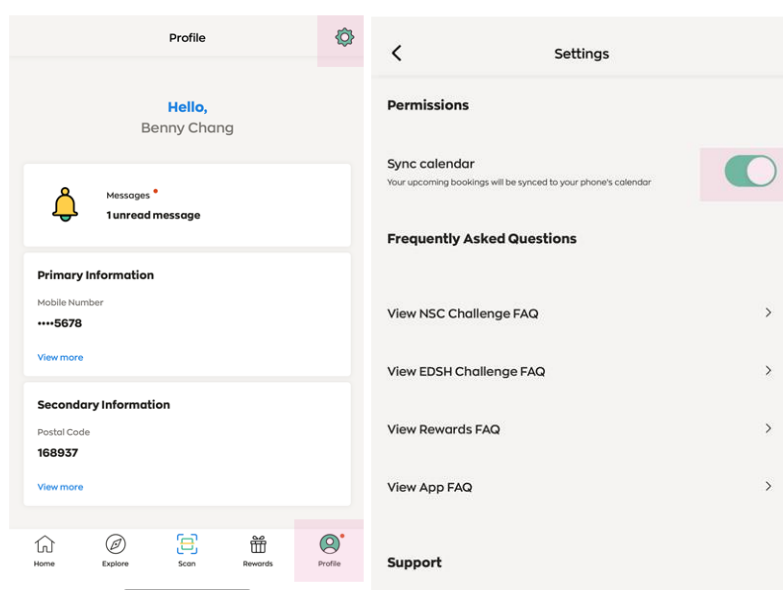 Profile
Hello,
Benny Chang
Messages
1 unread message
Primary Information
Mobile Number
••••5678
View more
Secondary Information
Postal Code
168937
View more
Home
Explore
Scan
Rewards
Profile
Settings
Permissions
Sync calendar
Your upcoming bookings will be synced to your phone's calendar
Frequently Asked Questions
View NSC Challenge FAQ
View EDSH Challenge FAQ
View Rewards FAQ
View App FAQ
Support